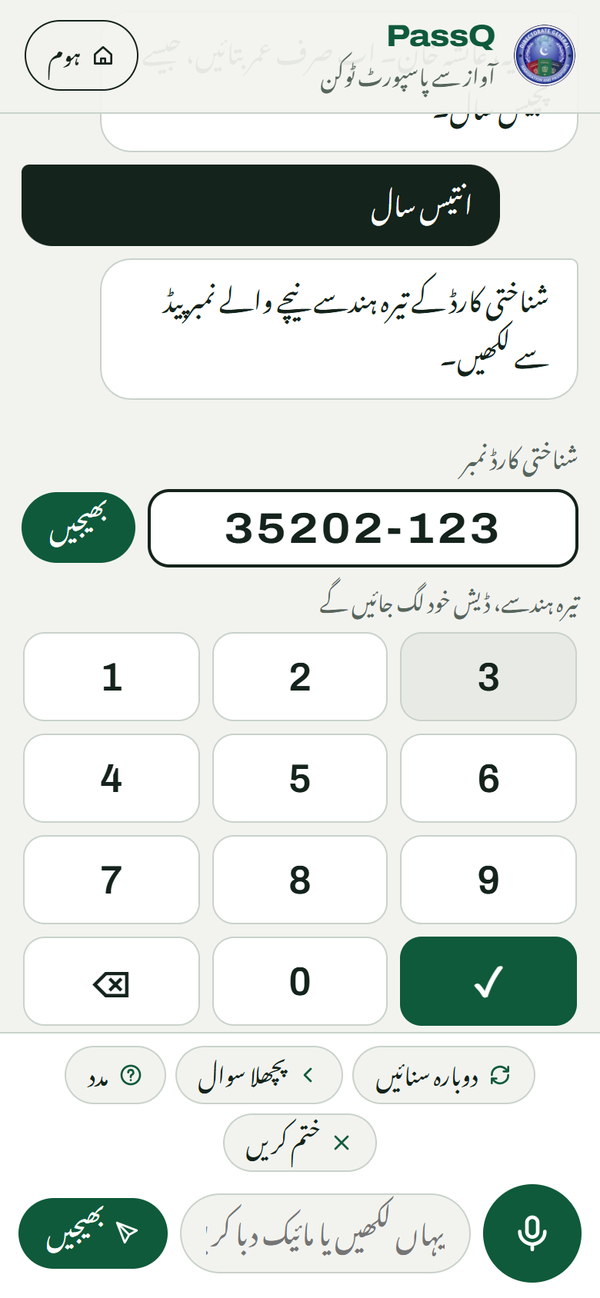 PassQ
آواز سے پاسپورٹ ٹوکن
ہوم
انتیس سال
شناختی کارڈ کے تیرہ ہندسے نیچے والے نمبر پیڈ
سے لکھیں۔
شناختی کارڈ نمبر
35202-123
بھیجیں
تیرہ ہندسے، ڈیش خود لگ جائیں گے
1 2 3
4 5 6
7 8 9
0
دوبارہ سنائیں
پچھلا سوال
مدد
ختم کریں
یہاں لکھیں یا مائیک دبا کر
بھیجیں